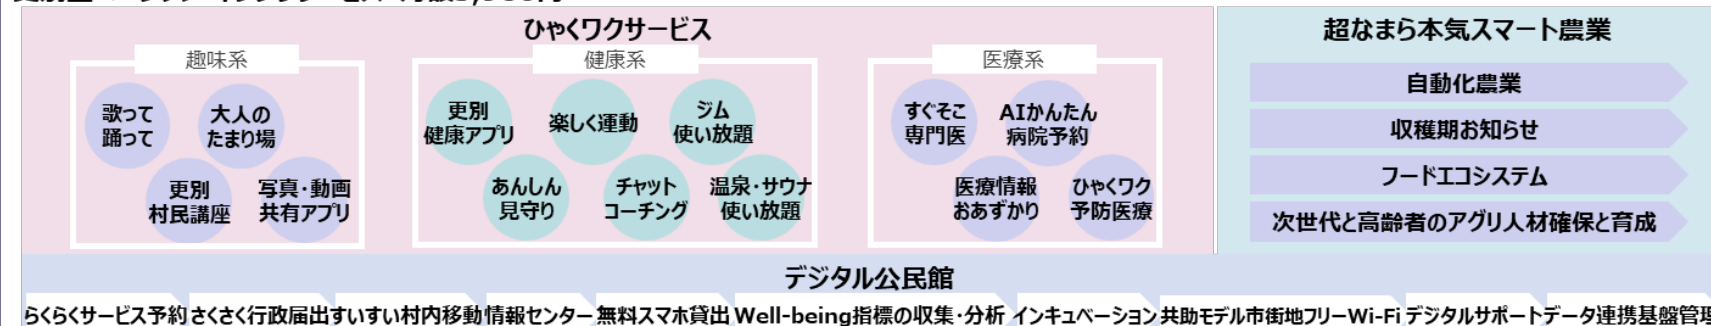 ひゃくワクサービス
趣味系
歌って
踊って
大人の
たまり場
更別
村民講座
写真・動画
共有アプリ
健康系
更別
健康アプリ
楽しく運動
ジム
使い放題
あんしん
見守り
チャット
コーチング
温泉・サウナ
使い放題
医療系
すぐそこ
専門医
AIかんたん
病院予約
医療情報
おあずかり
ひゃくワク
予防医療
超なまら本気スマート農業
自動化農業
収穫期お知らせ
フードエコシステム
次世代と高齢者のアグリ人材確保と育成
デジタル公民館
らくらくサービス予約
さくさく行政届出
すいすい村内移動
情報センター
無料スマホ貸出
Well-being指標の収集・分析
インキュベーション
共助モデル
市街地フリーWi-Fi
デジタルサポート
データ連携基盤管理